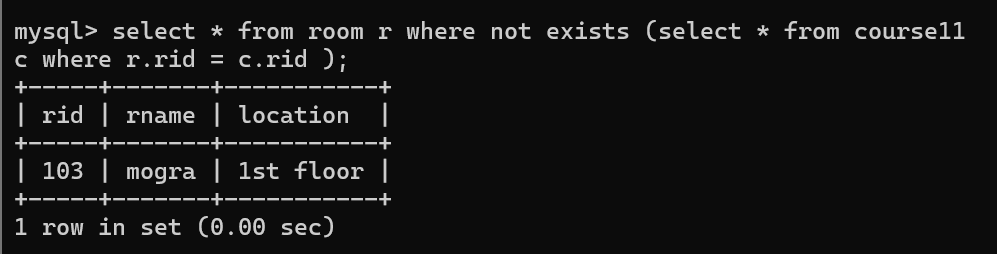 mysql> select * from room r where not exists (select * from course11
c where r.rid = c.rid );
+-----+-------+-----------+
| rid | rname | location  |
+-----+-------+-----------+
| 103 | mogra | 1st floor |
+-----+-------+-----------+
1 row in set (0.00 sec)